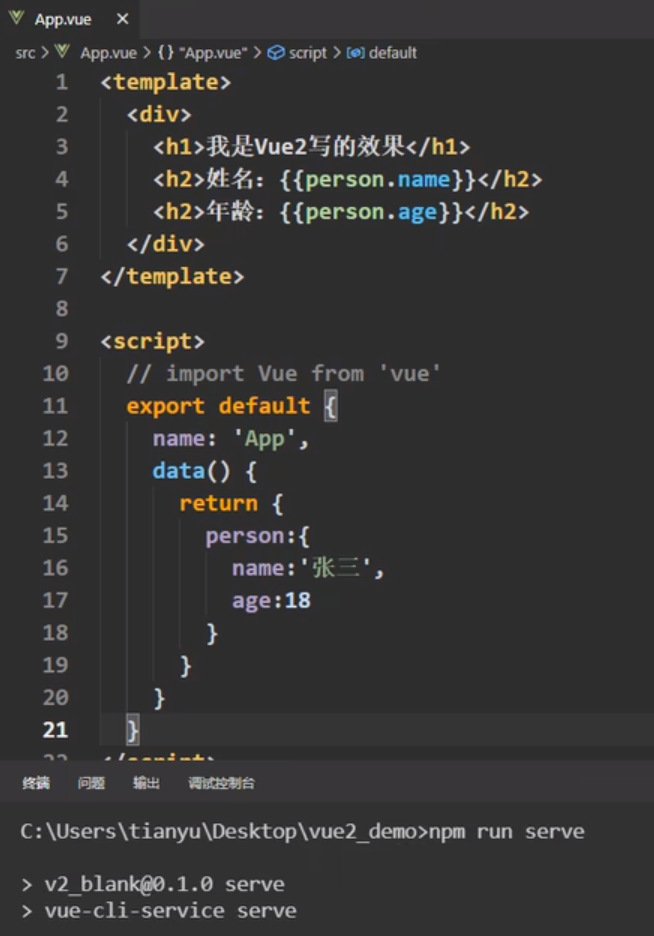 App.vue ×
src > App.vue > {} "App.vue" > script > default
1 <template>
2 <div>
3 <h1>我是Vue2写的效果</h1>
4 <h2>姓名：{{person.name}}</h2>
5 <h2>年龄：{{person.age}}</h2>
6 </div>
7 </template>
8
9 <script>
10 // import Vue from 'vue'
11 export default {
12 name: 'App',
13 data() {
14 return {
15 person:{
16 name:'张三',
17 age:18
18 }
19 }
20 }
21 }
22 </script>
终端 问题 输出 调试控制台
C:\Users\tianyu\Desktop\vue2_demo>npm run serve
> v2_blank@0.1.0 serve
> vue-cli-service serve